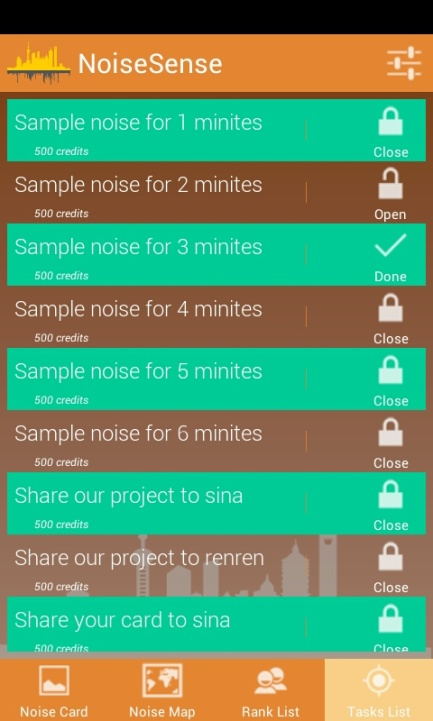 NoiseSense
Sample noise for 1 minites
500 credits
Close
Sample noise for 2 minites
500 credits
Open
Sample noise for 3 minites
500 credits
Done
Sample noise for 4 minites
500 credits
Close
Sample noise for 5 minites
500 credits
Close
Sample noise for 6 minites
500 credits
Close
Share our project to sina
500 credits
Close
Share our project to renren
500 credits
Close
Share your card to sina
500 credits
Close
Noise Card
Noise Map
Rank List
Tasks List